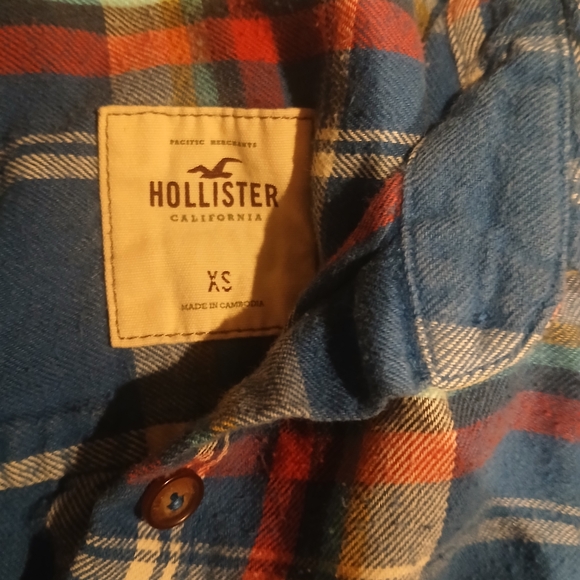 PACIFIC MERCHANTS
HOLLISTER
CALIFORNIA
XS
MADE IN CAMBODIA